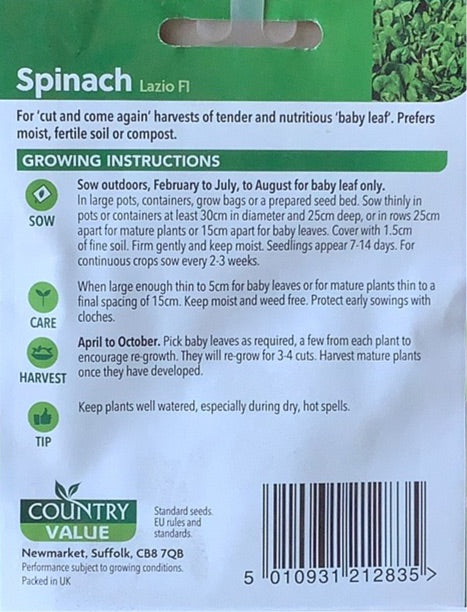 Spinach Lazio F1
For 'cut and come again' harvests of tender and nutritious 'baby leaf'. Prefers
moist, fertile soil or compost.
GROWING INSTRUCTIONS
SOW
Sow outdoors, February to July, to August for baby leaf only.
In large pots, containers, grow bags or a prepared seed bed. Sow thinly in
pots or containers at least 30cm in diameter and 25cm deep, or in rows 25cm
apart for mature plants or 15cm apart for baby leaves. Cover with 1.5cm
of fine soil. Firm gently and keep moist. Seedlings appear 7-14 days. For
continuous crops sow every 2-3 weeks.
CARE
When large enough thin to 5cm for baby leaves or for mature plants thin to a
final spacing of 15cm. Keep moist and weed free. Protect early sowings with
cloches.
HARVEST
April to October. Pick baby leaves as required, a few from each plant to
encourage re-growth. They will re-grow for 3-4 cuts. Harvest mature plants
once they have developed.
TIP
Keep plants well watered, especially during dry, hot spells.
COUNTRY
VALUE
Standard seeds.
EU rules and
standards.
Newmarket, Suffolk, CB8 7QB
Performance subject to growing conditions.
Packed in UK
5 010931 212835 >